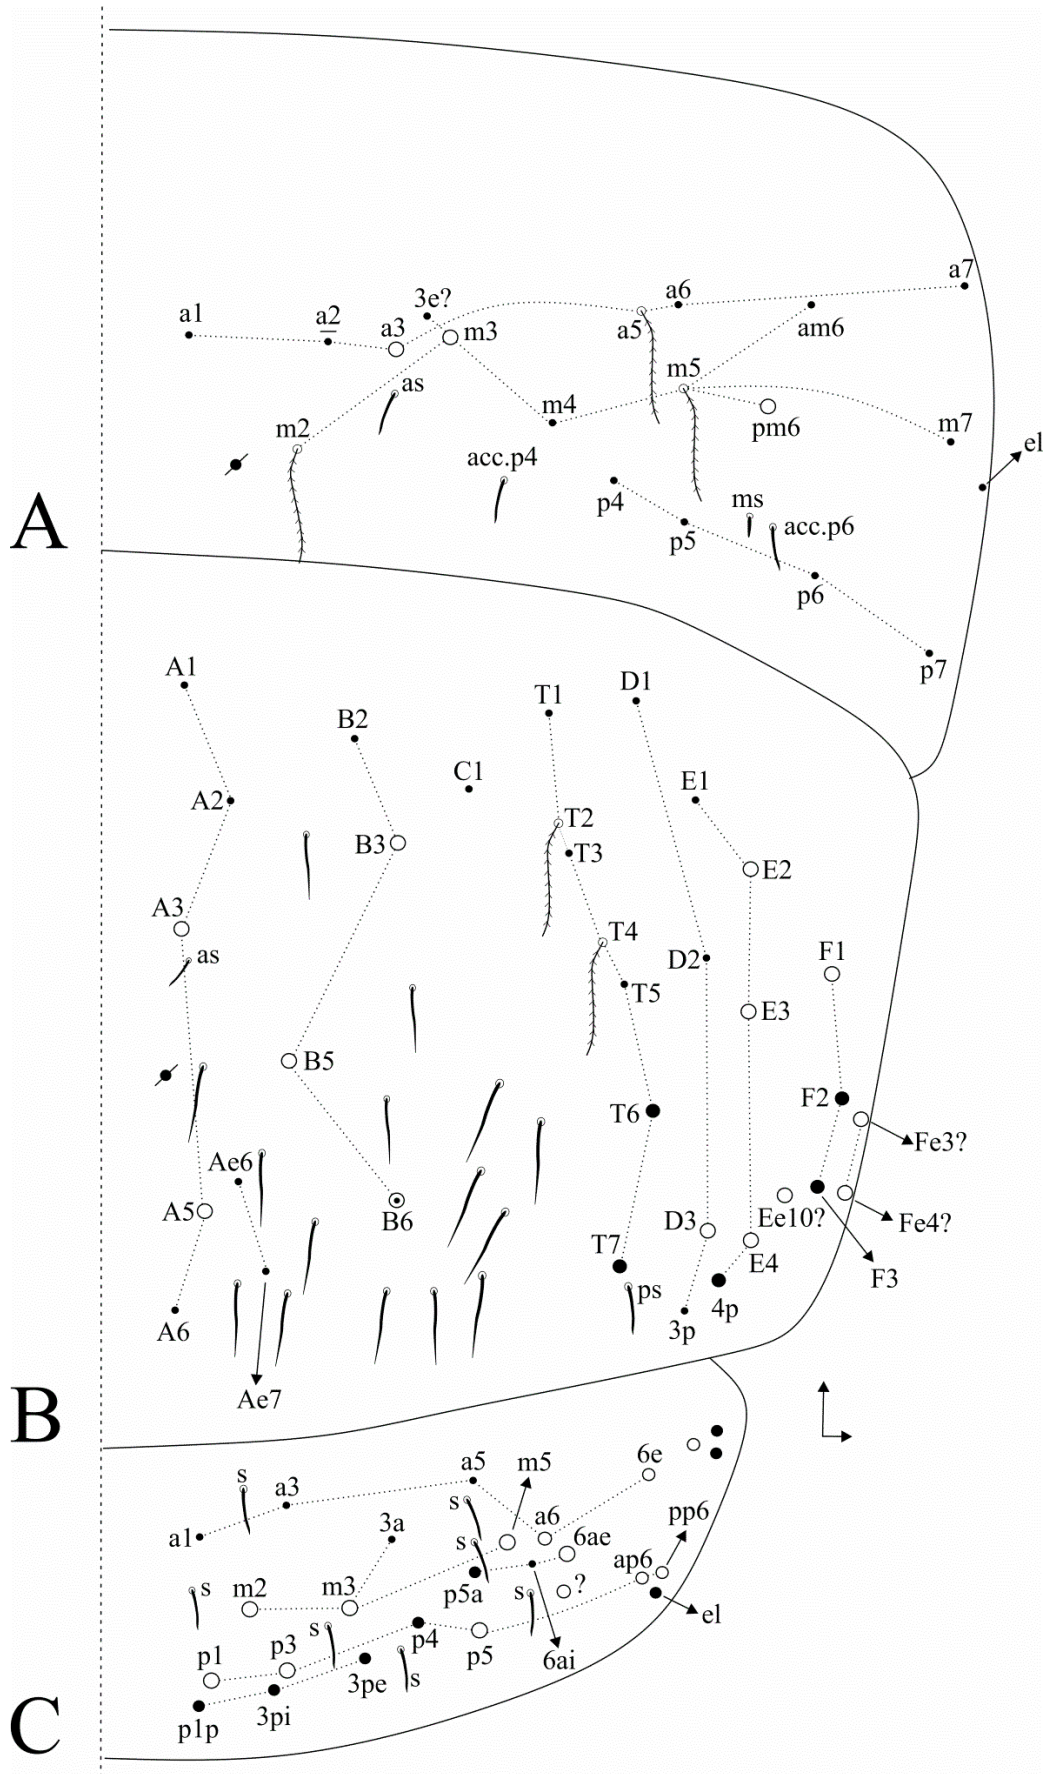 a7
3e?
a6
a1
a2
a3
m3
a5
am6
as
m5
m4
pm6
m7
m2
el
acc.p4
p4
ms
acc.p6
A
p5
p6
p7
A1
D1
T1
B2
C1
E1
A2
T2
B3
T3
E2
A3
T4
F1
as
D2
T5
E3
B5
F2
T6
Fe3?
Ae6
A5
B6
D3
Ee10?
Fe4?
T7
E4
F3
ps
4p
A6
3p
Ae7
B
6e
a5
m5
s
a3
s
pp6
a6
3a
a1
s
6ae
ap6
s
m2
m3
p5a
s
?
el
s
p4
p1
p3
p5
6ai
3pe
s
p1p
3pi
C